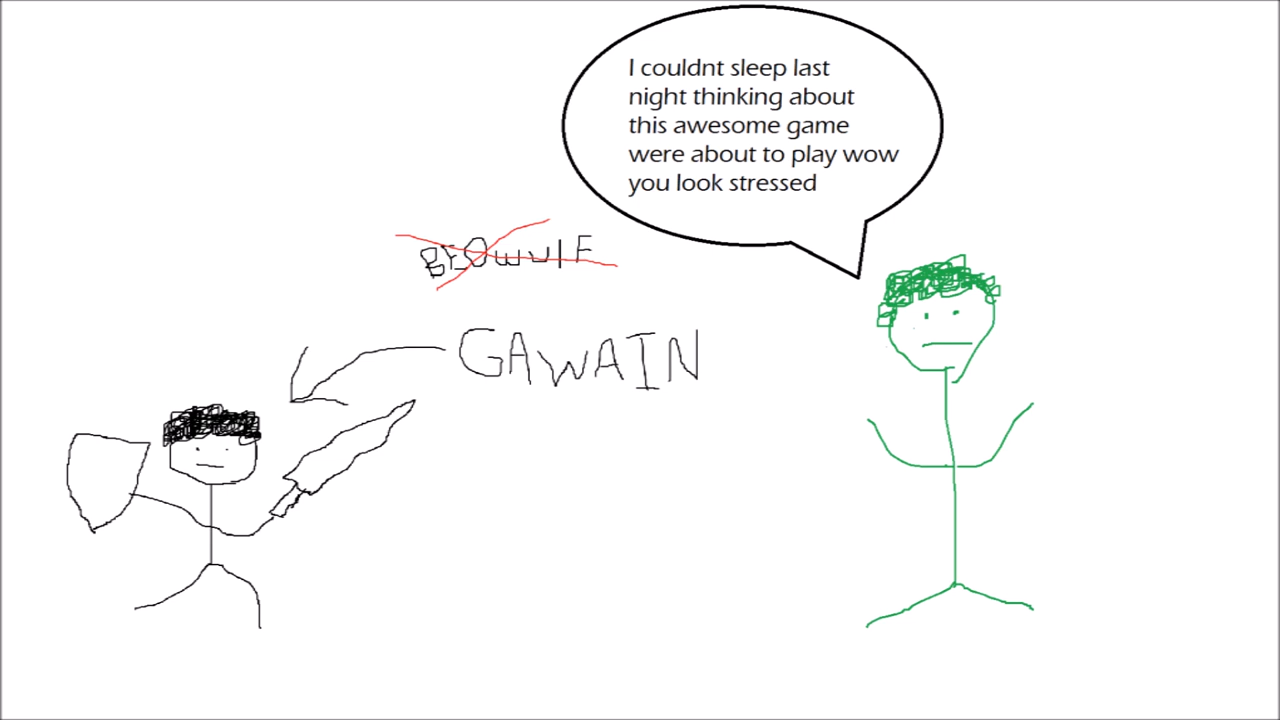 I couldnt sleep last
night thinking about
this awesome game
were about to play wow
you look stressed
BEOWULF
GAWAIN